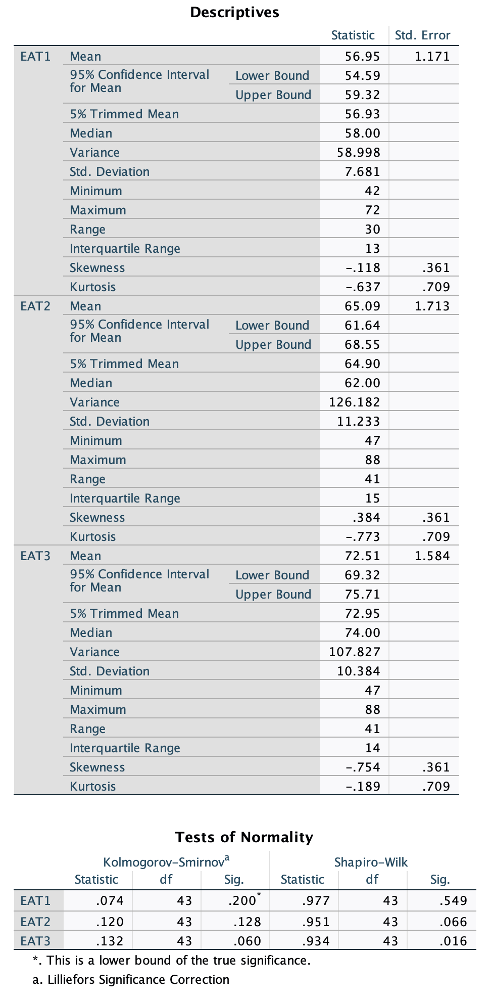 Descriptives
Statistic Std. Error
EAT1 Mean 56.95 1.171
95% Confidence Interval for Mean Lower Bound 54.59
Upper Bound 59.32
5% Trimmed Mean 56.93
Median 58.00
Variance 58.998
Std. Deviation 7.681
Minimum 42
Maximum 72
Range 30
Interquartile Range 13
Skewness -.118 .361
Kurtosis -.637 .709
EAT2 Mean 65.09 1.713
95% Confidence Interval for Mean Lower Bound 61.64
Upper Bound 68.55
5% Trimmed Mean 64.90
Median 62.00
Variance 126.182
Std. Deviation 11.233
Minimum 47
Maximum 88
Range 41
Interquartile Range 15
Skewness .384 .361
Kurtosis -.773 .709
EAT3 Mean 72.51 1.584
95% Confidence Interval for Mean Lower Bound 69.32
Upper Bound 75.71
5% Trimmed Mean 72.95
Median 74.00
Variance 107.827
Std. Deviation 10.384
Minimum 47
Maximum 88
Range 41
Interquartile Range 14
Skewness -.754 .361
Kurtosis -.189 .709
Tests of Normality
Kolmogorov-Smirnov^a Shapiro-Wilk
Statistic df Sig. Statistic df Sig.
EAT1 .074 43 .200* .977 43 .549
EAT2 .120 43 .128 .951 43 .066
EAT3 .132 43 .060 .934 43 .016
*. This is a lower bound of the true significance.
a. Lilliefors Significance Correction